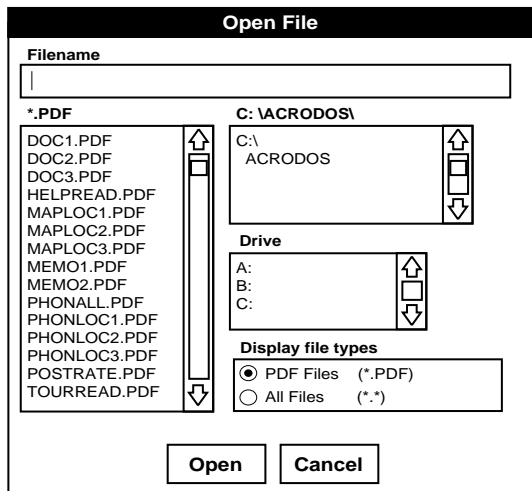 Open File
Filename
*.PDF
DOC1.PDF
DOC2.PDF
DOC3.PDF
HELPREAD.PDF
MAPLOC1.PDF
MAPLOC2.PDF
MAPLOC3.PDF
MEMO1.PDF
MEMO2.PDF
PHONALL.PDF
PHONLOC1.PDF
PHONLOC2.PDF
PHONLOC3.PDF
POSTRATE.PDF
TOURREAD.PDF
C: \ACRODOS\
C:\
ACRODOS
Drive
A:
B:
C:
Display file types
PDF Files (*.PDF)
All Files (*.*)
Open Cancel